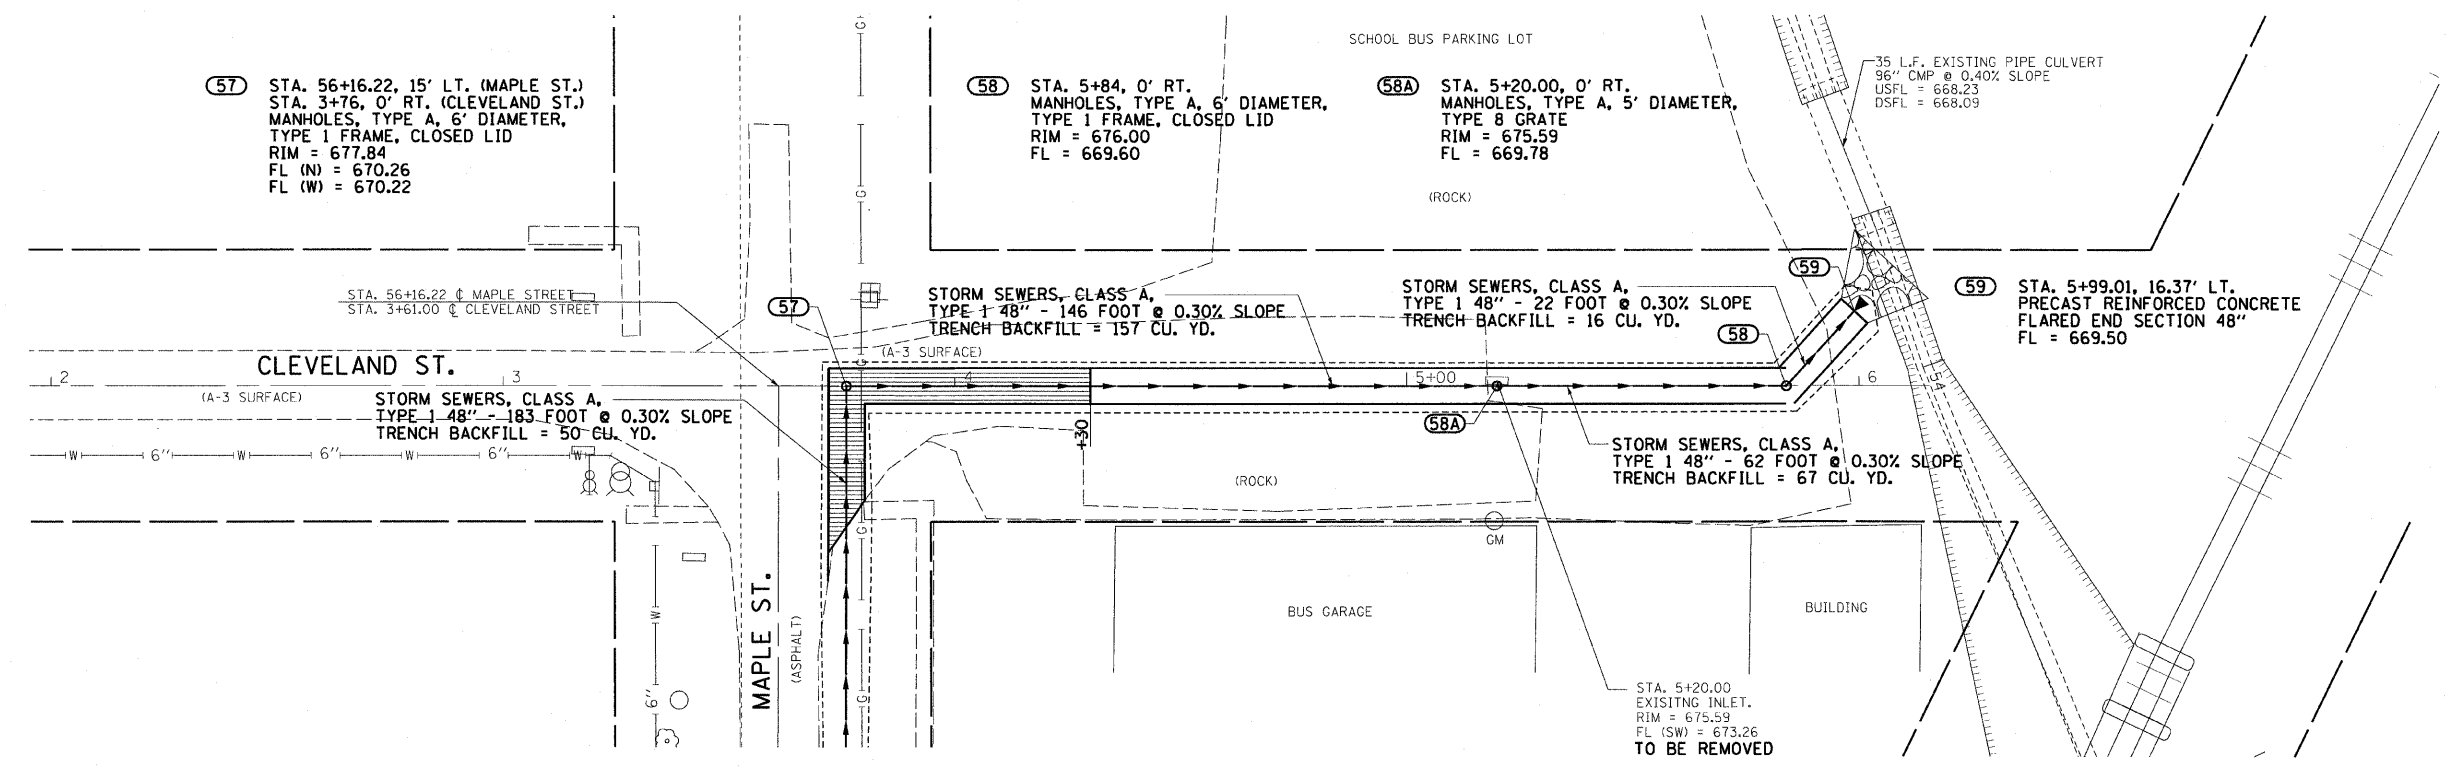 SCHOOL BUS PARKING LOT
35 L.F. EXISTING PIPE CULVERT
96" CMP @ 0.40% SLOPE
USFL = 668.23
DSFL = 668.09
57
STA. 56+16.22, 15' LT. (MAPLE ST.)
STA. 3+76, 0' RT. (CLEVELAND ST.)
MANHOLES, TYPE A, 6' DIAMETER,
TYPE 1 FRAME, CLOSED LID
RIM = 677.84
FL (N) = 670.26
FL (W) = 670.22
58
STA. 5+84, 0' RT.
MANHOLES, TYPE A, 6' DIAMETER,
TYPE 1 FRAME, CLOSED LID
RIM = 676.00
FL = 669.60
58A
STA. 5+20.00, 0' RT.
MANHOLES, TYPE A, 5' DIAMETER,
TYPE 8 GRATE
RIM = 675.59
FL = 669.78
(ROCK)
G
G
STA. 56+16.22 ℄ MAPLE STREET
STA. 3+61.00 ℄ CLEVELAND STREET
57
STORM SEWERS, CLASS A,
TYPE 1 48" - 146 FOOT @ 0.30% SLOPE
TRENCH BACKFILL = 157 CU. YD.
STORM SEWERS, CLASS A,
TYPE 1 48" - 22 FOOT @ 0.30% SLOPE
TRENCH BACKFILL = 16 CU. YD.
59
58
59
STA. 5+99.01, 16.37' LT.
PRECAST REINFORCED CONCRETE
FLARED END SECTION 48"
FL = 669.50
(A-3 SURFACE)
CLEVELAND ST.
2
3
4
5+00
6
54
G
(A-3 SURFACE)
STORM SEWERS, CLASS A,
TYPE 1 48" - 183 FOOT @ 0.30% SLOPE
TRENCH BACKFILL = 50 CU. YD.
W
6"
W
6"
W
6"
W
+30
58A
STORM SEWERS, CLASS A,
TYPE 1 48" - 62 FOOT @ 0.30% SLOPE
TRENCH BACKFILL = 67 CU. YD.
(ROCK)
G
GM
MAPLE ST.
(ASPHALT)
W
6"
G
BUS GARAGE
BUILDING
STA. 5+20.00
EXISITNG INLET.
RIM = 675.59
FL (SW) = 673.26
TO BE REMOVED